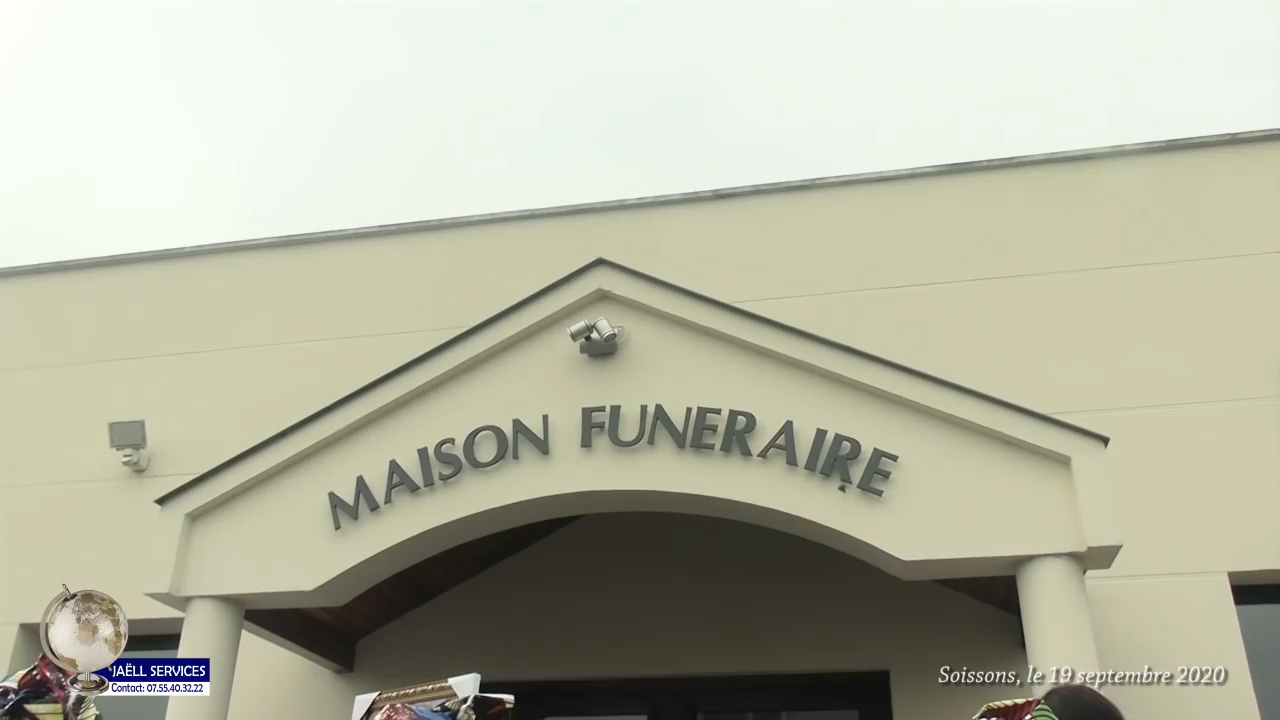 MAISON FUNERAIRE
JAËLL SERVICES
Contact: 07.55.40.32.22
Soissons, le 19 septembre 2020